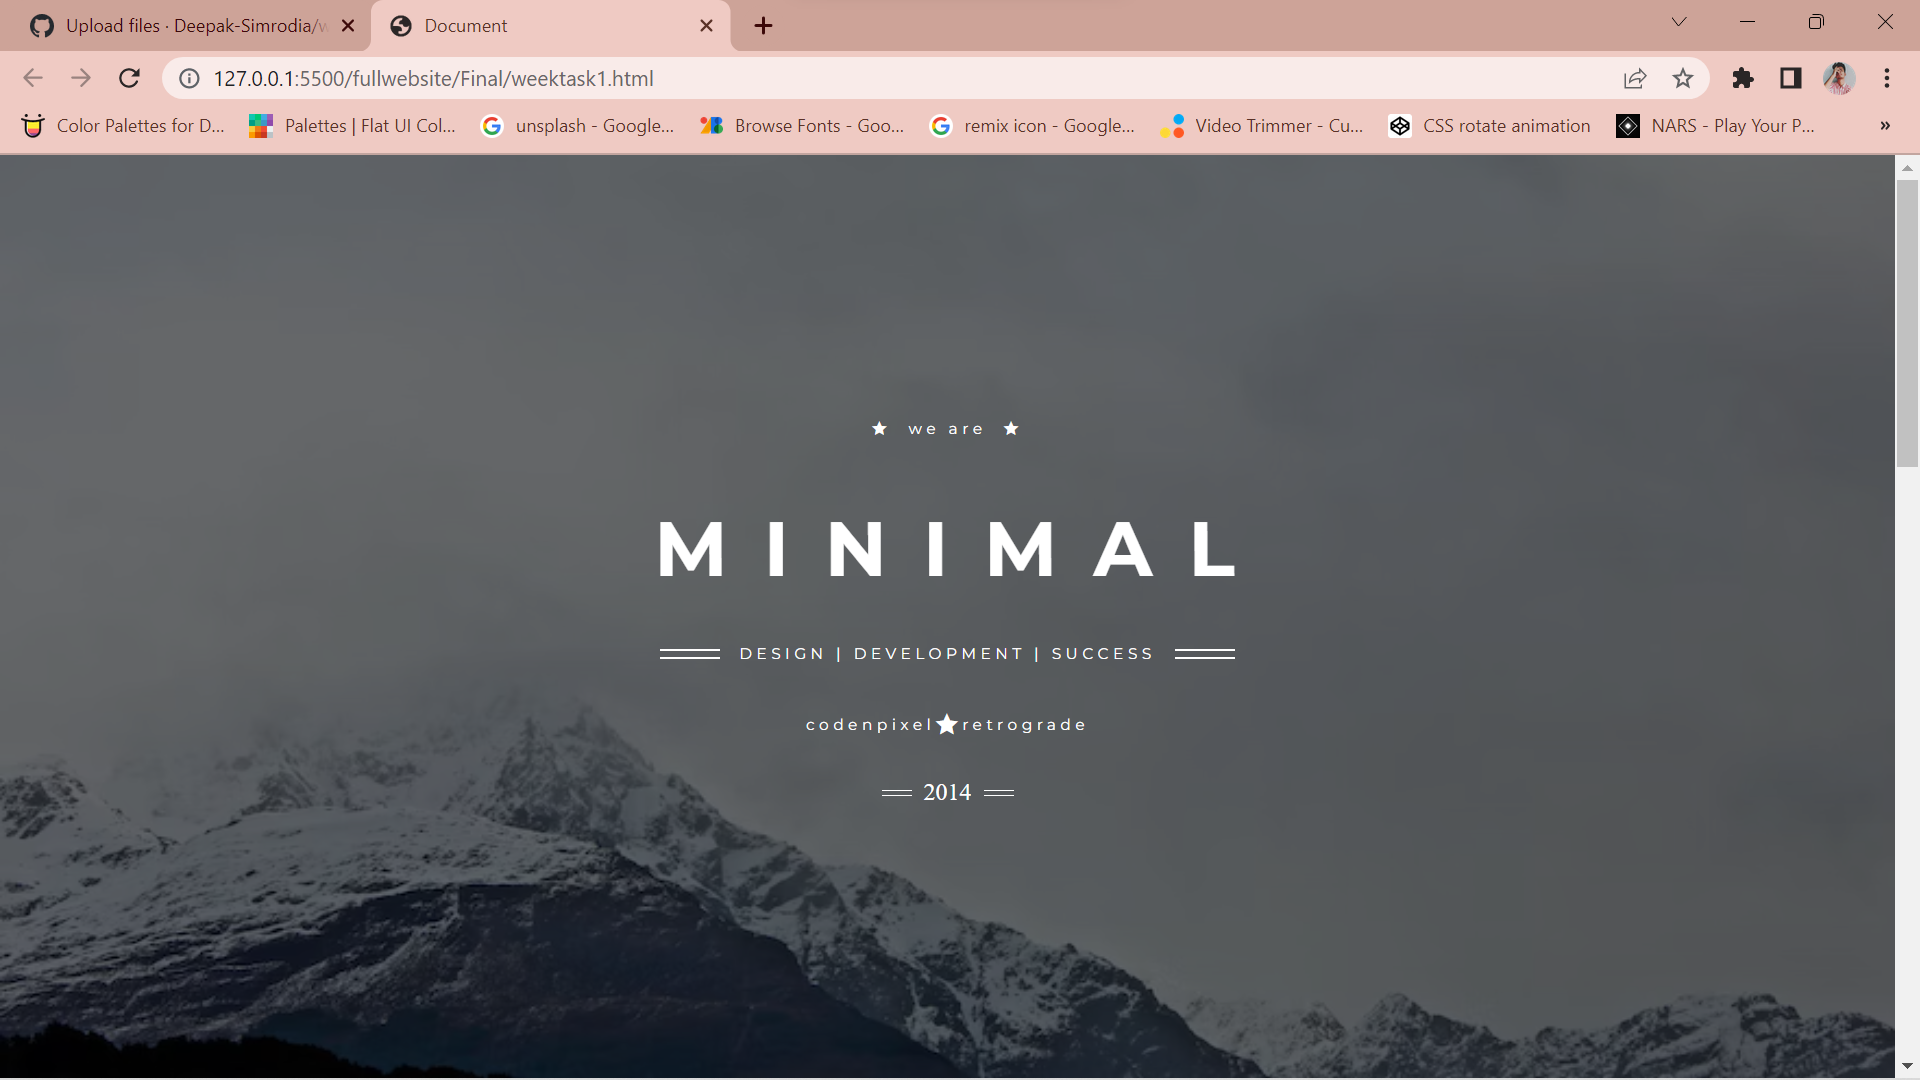 Upload files · Deepak-Simrodia/w
Document
127.0.0.1:5500/fullwebsite/Final/weektask1.html
Color Palettes for D...
Palettes | Flat UI Col...
unsplash - Google...
Browse Fonts - Goo...
remix icon - Google...
Video Trimmer - Cu...
CSS rotate animation
NARS - Play Your P...
»
we are
MINIMAL
DESIGN | DEVELOPMENT | SUCCESS
codenpixel★retrograde
2014